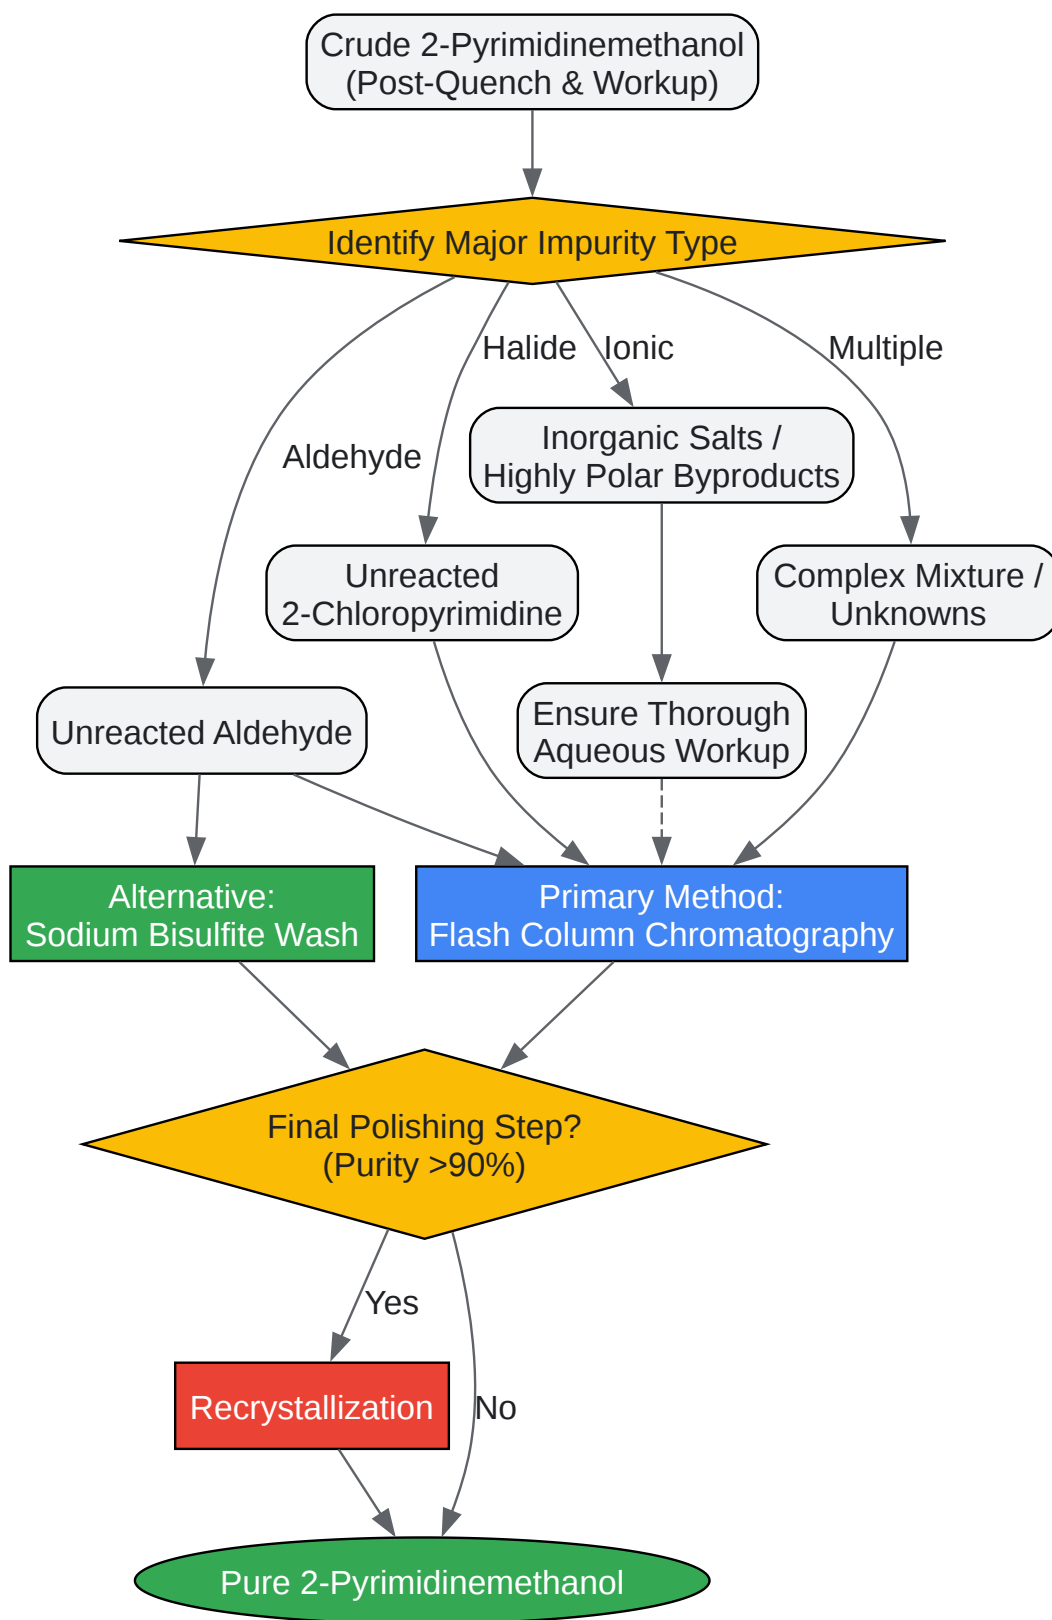 Crude 2-Pyrimidinemethanol
(Post-Quench & Workup)
Identify Major Impurity Type
Halide
Ionic
Multiple
Aldehyde
Inorganic Salts /
Highly Polar Byproducts
Unreacted
2-Chloropyrimidine
Complex Mixture /
Unknowns
Unreacted Aldehyde
Ensure Thorough
Aqueous Workup
Alternative:
Sodium Bisulfite Wash
Primary Method:
Flash Column Chromatography
Final Polishing Step?
(Purity >90%)
Yes
Recrystallization
No
Pure 2-Pyrimidinemethanol